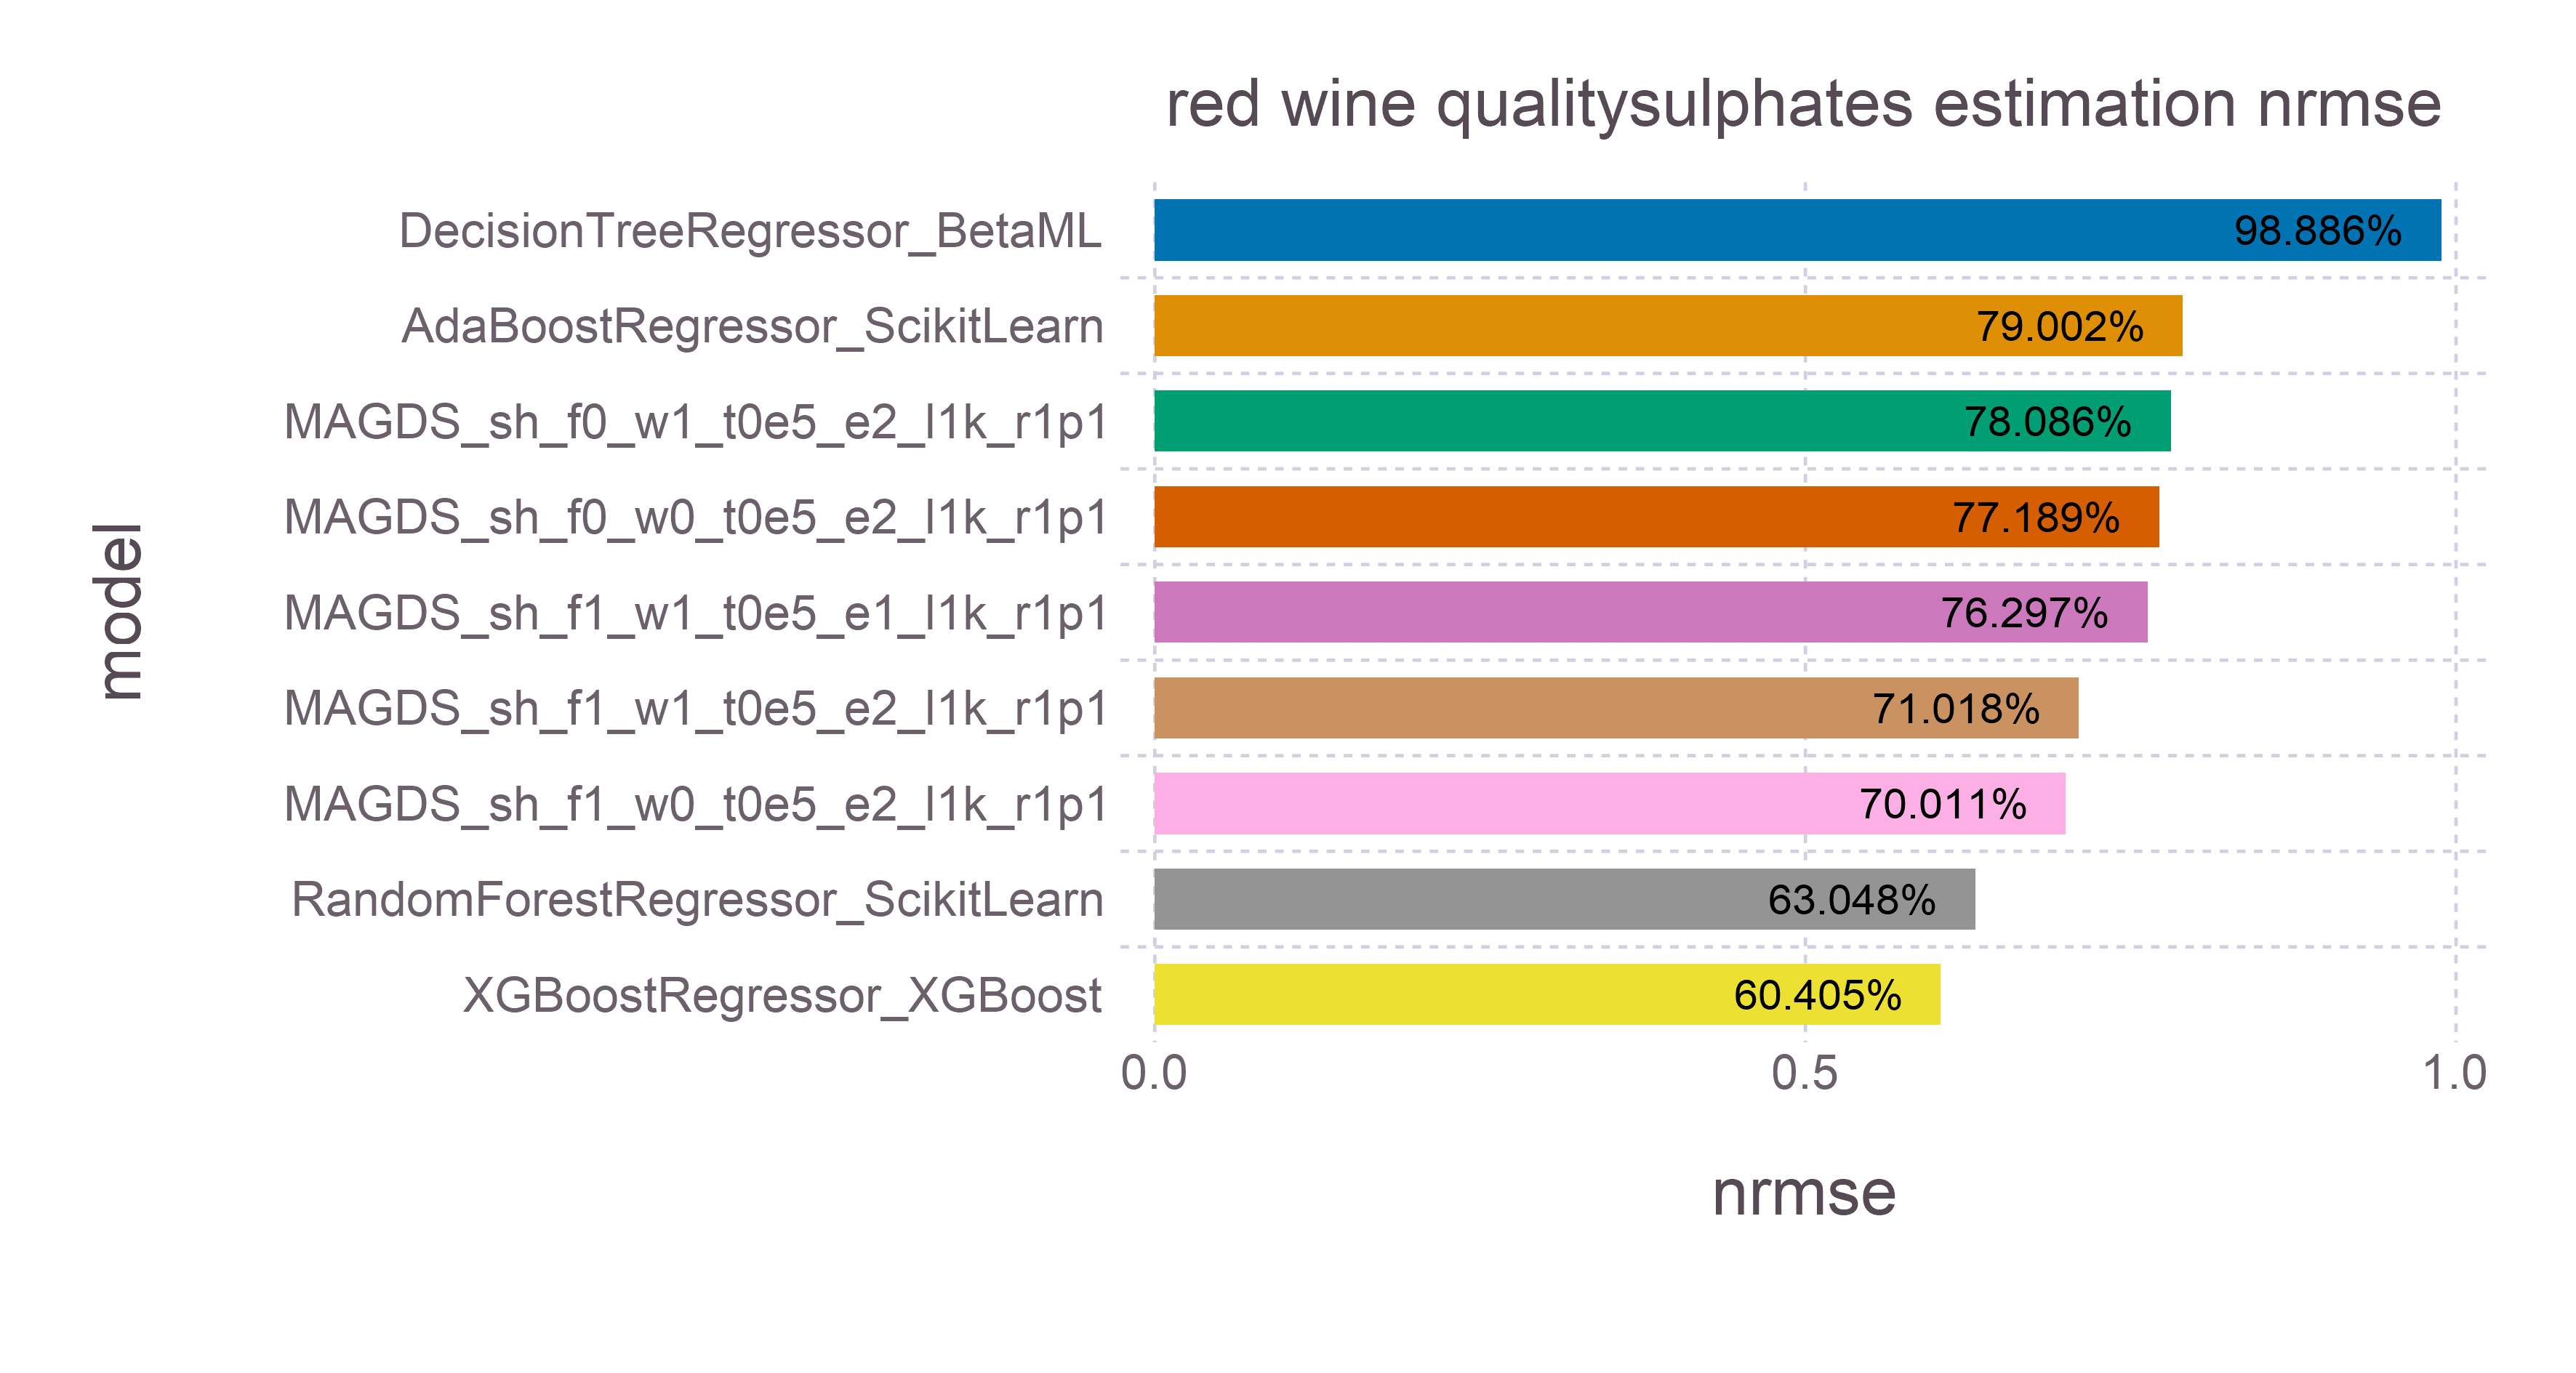 red wine qualitysulphates estimation nrmse
DecisionTreeRegressor_BetaML 98.886%
AdaBoostRegressor_ScikitLearn 79.002%
MAGDS_sh_f0_w1_t0e5_e2_l1k_r1p1 78.086%
MAGDS_sh_f0_w0_t0e5_e2_l1k_r1p1 77.189%
MAGDS_sh_f1_w1_t0e5_e1_l1k_r1p1 76.297%
MAGDS_sh_f1_w1_t0e5_e2_l1k_r1p1 71.018%
MAGDS_sh_f1_w0_t0e5_e2_l1k_r1p1 70.011%
RandomForestRegressor_ScikitLearn 63.048%
XGBoostRegressor_XGBoost 60.405%
model
0.0 0.5 1.0
nrmse